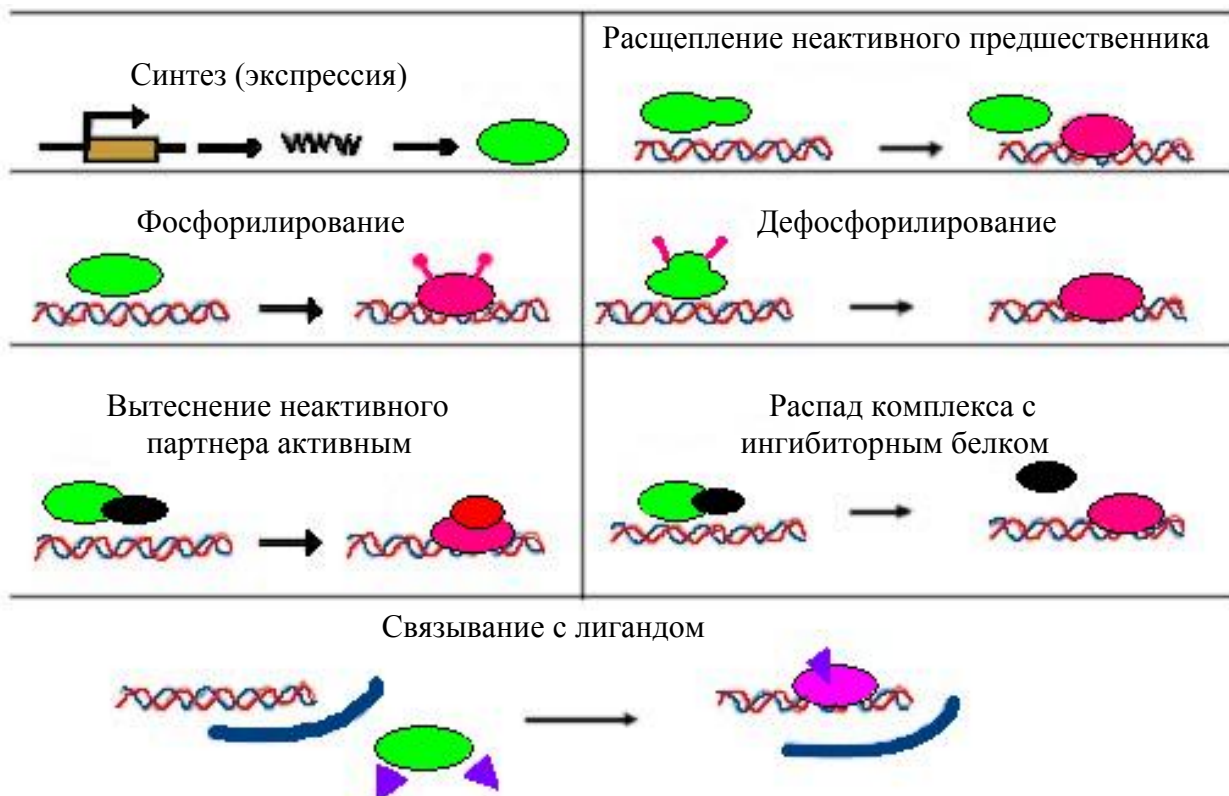 Синтез (экспрессия)
Расщепление неактивного предшественника
Фосфорилирование
Дефосфорилирование
Вытеснение неактивного
партнера активным
Распад комплекса с
ингибиторным белком
Связывание с лигандом